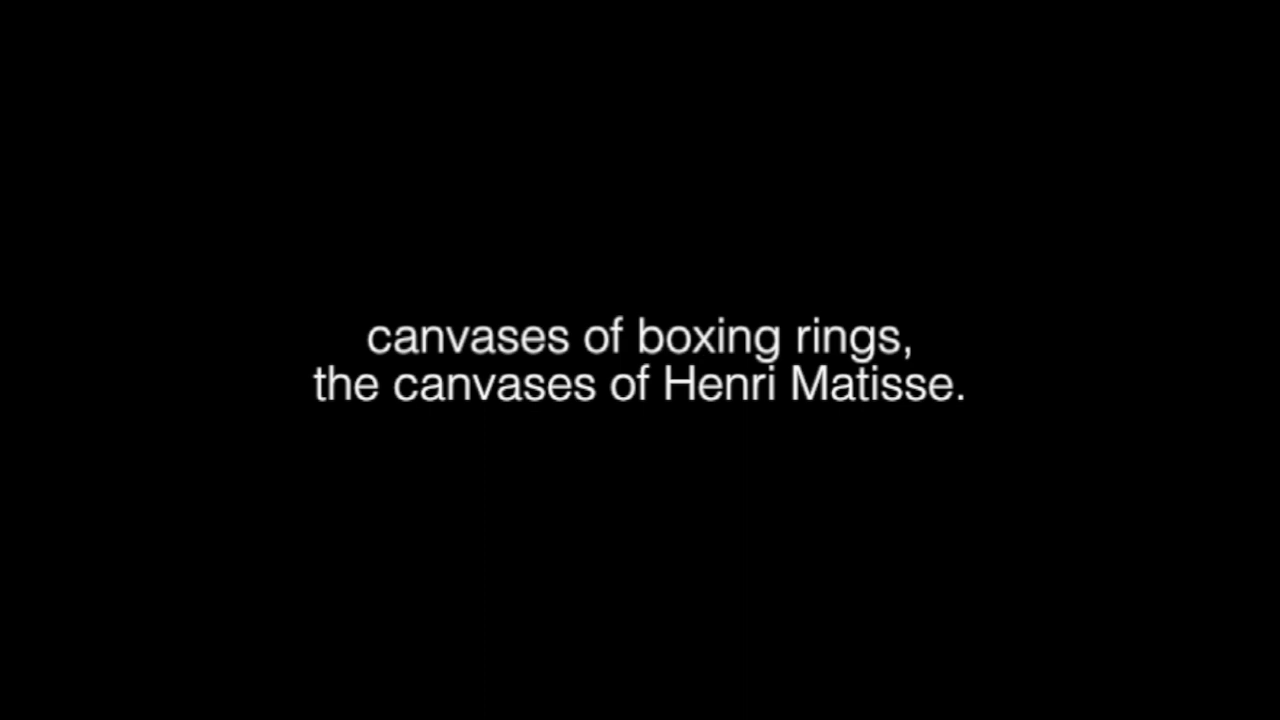 canvases of boxing rings,
the canvases of Henri Matisse.